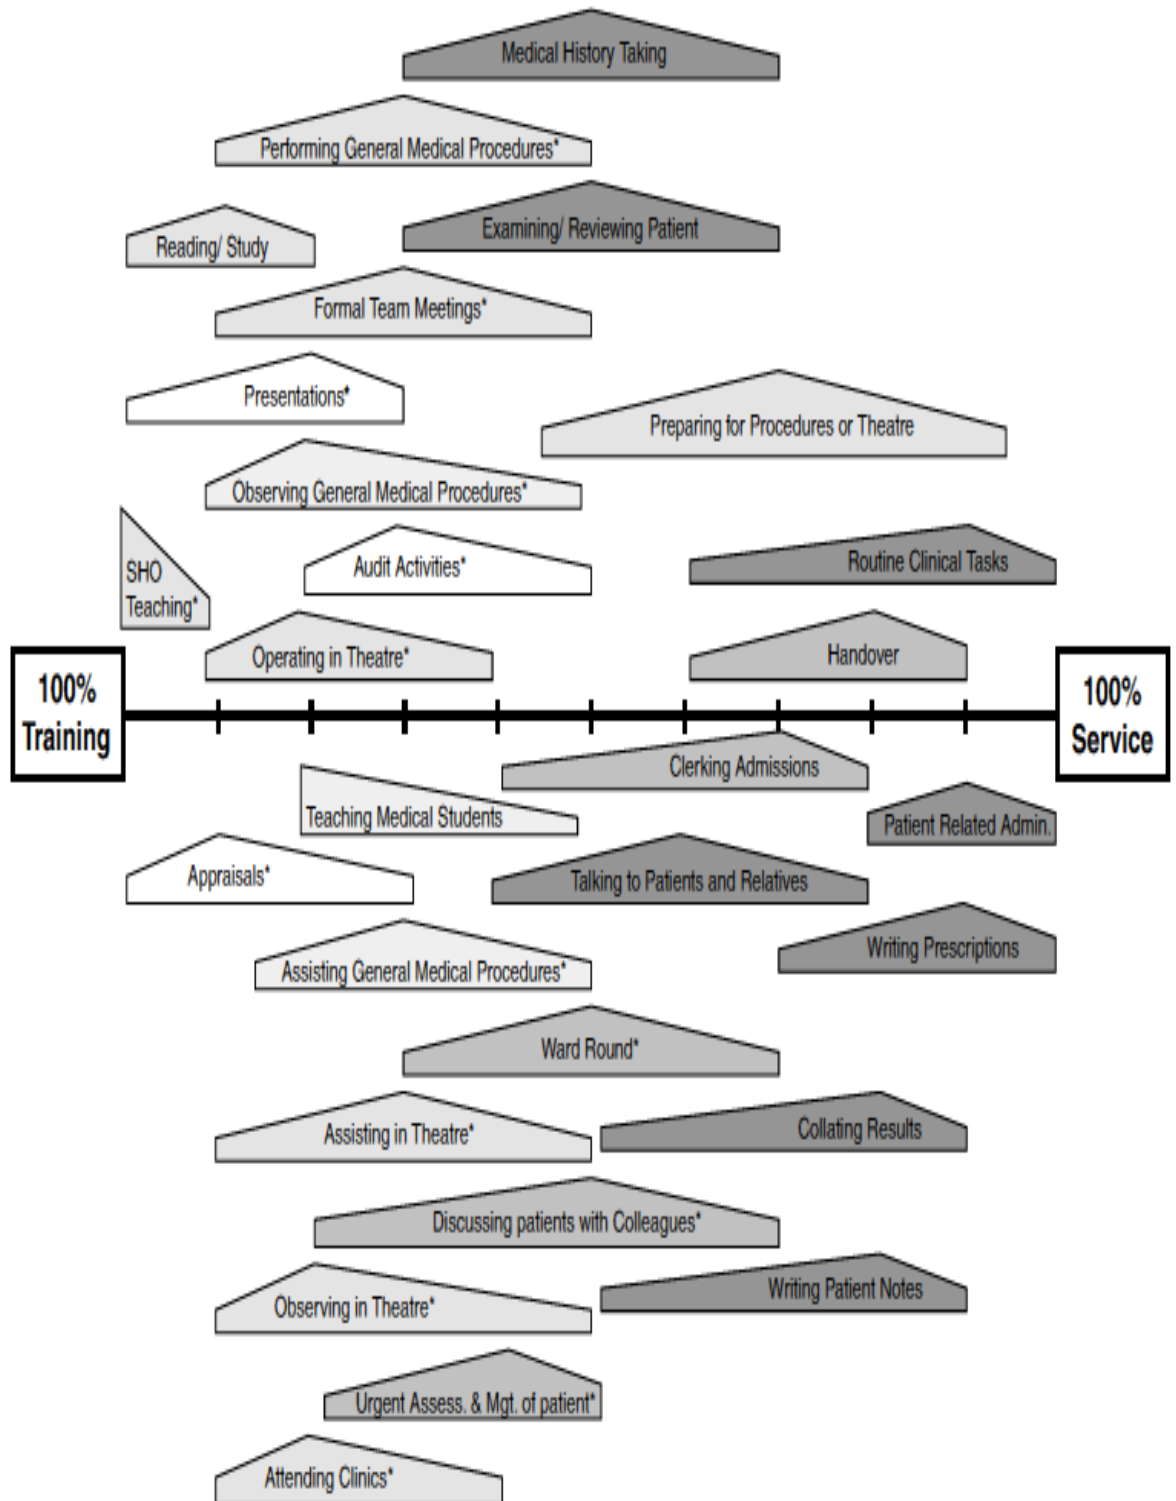 Medical History Taking
Performing General Medical Procedures*
Examining/ Reviewing Patient
Reading/ Study
Formal Team Meetings*
Presentations*
Preparing for Procedures or Theatre
Observing General Medical Procedures*
Audit Activities*
Routine Clinical Tasks
SHO
Teaching*
Operating in Theatre*
Handover
100%
Training
100%
Service
Clerking Admissions
Teaching Medical Students
Patient Related Admin.
Appraisals*
Talking to Patients and Relatives
Writing Prescriptions
Assisting General Medical Procedures*
Ward Round*
Assisting in Theatre*
Collating Results
Discussing patients with Colleagues*
Writing Patient Notes
Observing in Theatre*
Urgent Assess. & Mgt. of patient*
Attending Clinics*